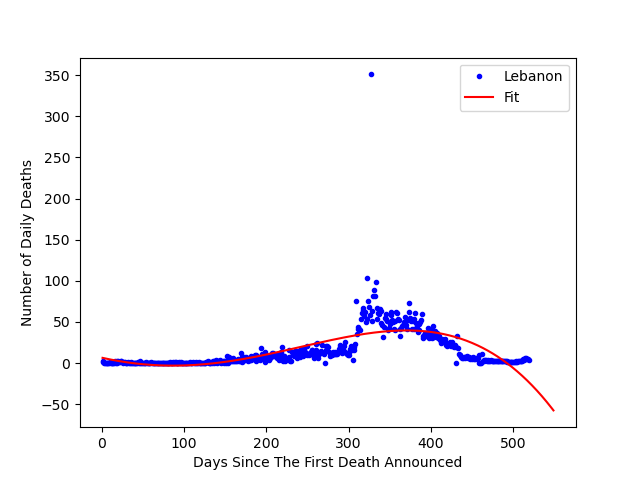 Lebanon
Fit
350
300
250
200
150
100
50
0
−50
Number of Daily Deaths
0 100 200 300 400 500
Days Since The First Death Announced